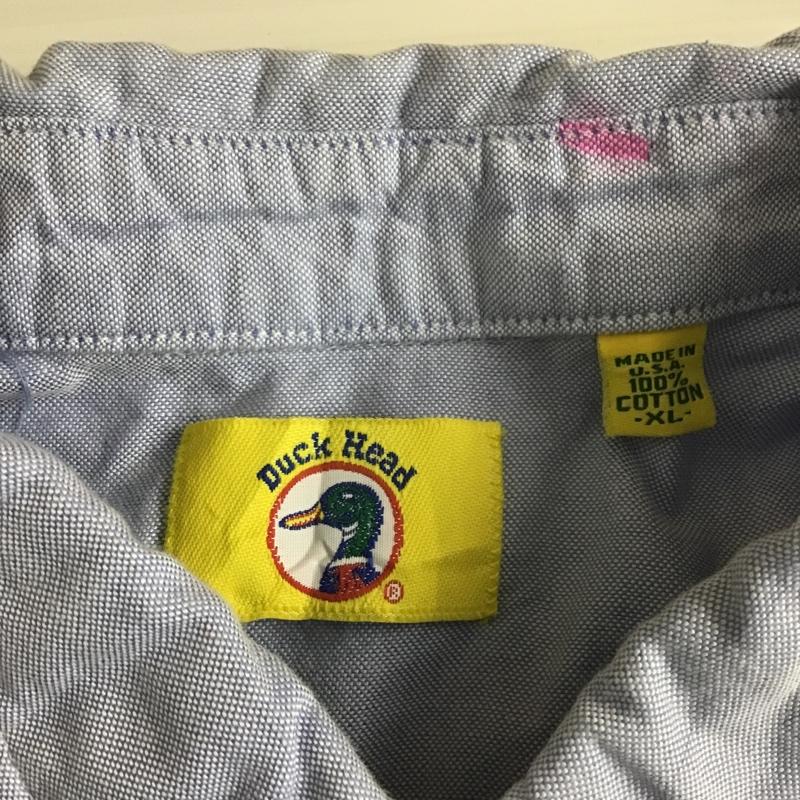 Duck Head
®
MADE IN
U.S.A.
100%
COTTON
-XL-